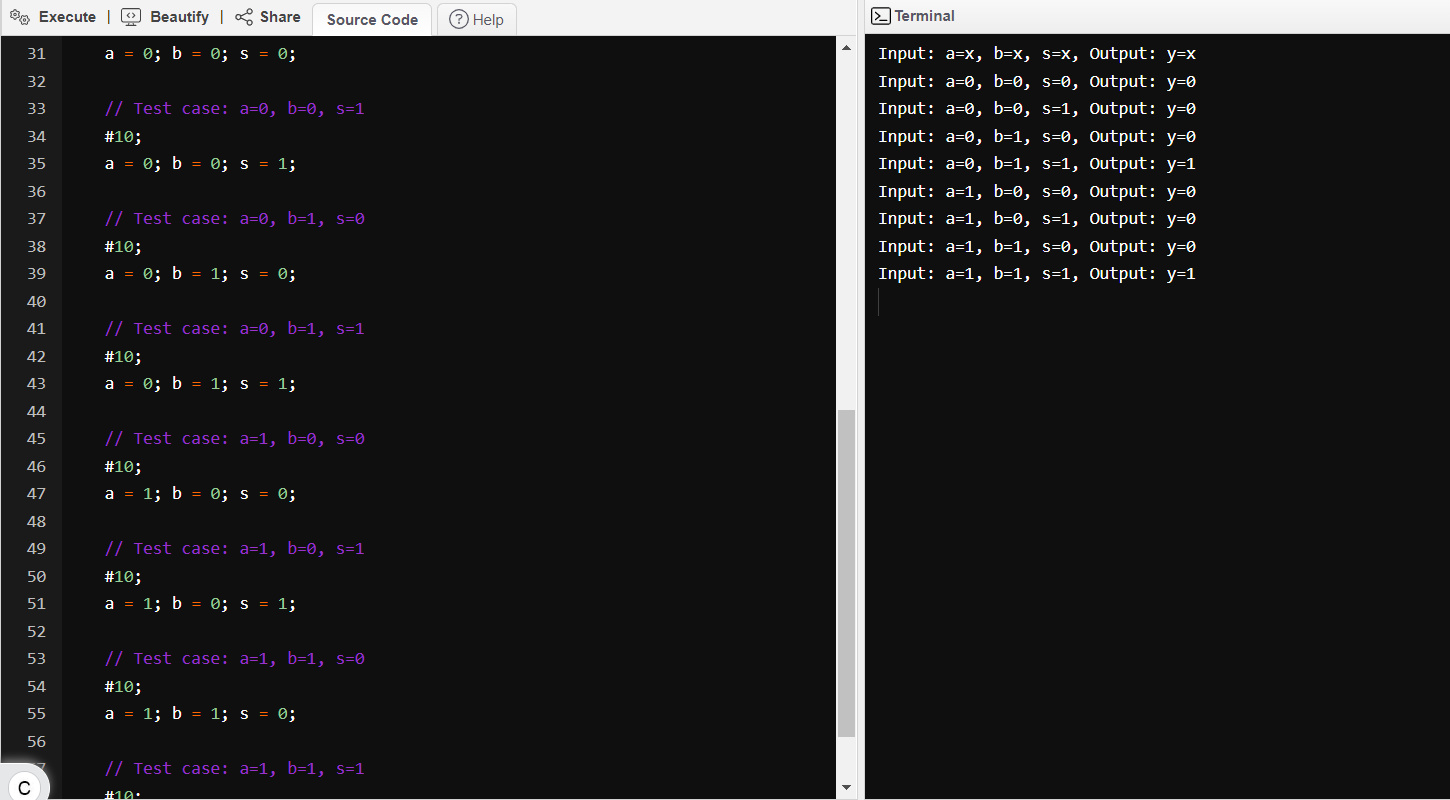 Execute | Beautify | Share Source Code Help
31 a = 0; b = 0; s = 0;
32
33 // Test case: a=0, b=0, s=1
34 #10;
35 a = 0; b = 0; s = 1;
36
37 // Test case: a=0, b=1, s=0
38 #10;
39 a = 0; b = 1; s = 0;
40
41 // Test case: a=0, b=1, s=1
42 #10;
43 a = 0; b = 1; s = 1;
44
45 // Test case: a=1, b=0, s=0
46 #10;
47 a = 1; b = 0; s = 0;
48
49 // Test case: a=1, b=0, s=1
50 #10;
51 a = 1; b = 0; s = 1;
52
53 // Test case: a=1, b=1, s=0
54 #10;
55 a = 1; b = 1; s = 0;
56
// Test case: a=1, b=1, s=1
#10;
C
Terminal
Input: a=x, b=x, s=x, Output: y=x
Input: a=0, b=0, s=0, Output: y=0
Input: a=0, b=0, s=1, Output: y=0
Input: a=0, b=1, s=0, Output: y=0
Input: a=0, b=1, s=1, Output: y=1
Input: a=1, b=0, s=0, Output: y=0
Input: a=1, b=0, s=1, Output: y=0
Input: a=1, b=1, s=0, Output: y=0
Input: a=1, b=1, s=1, Output: y=1